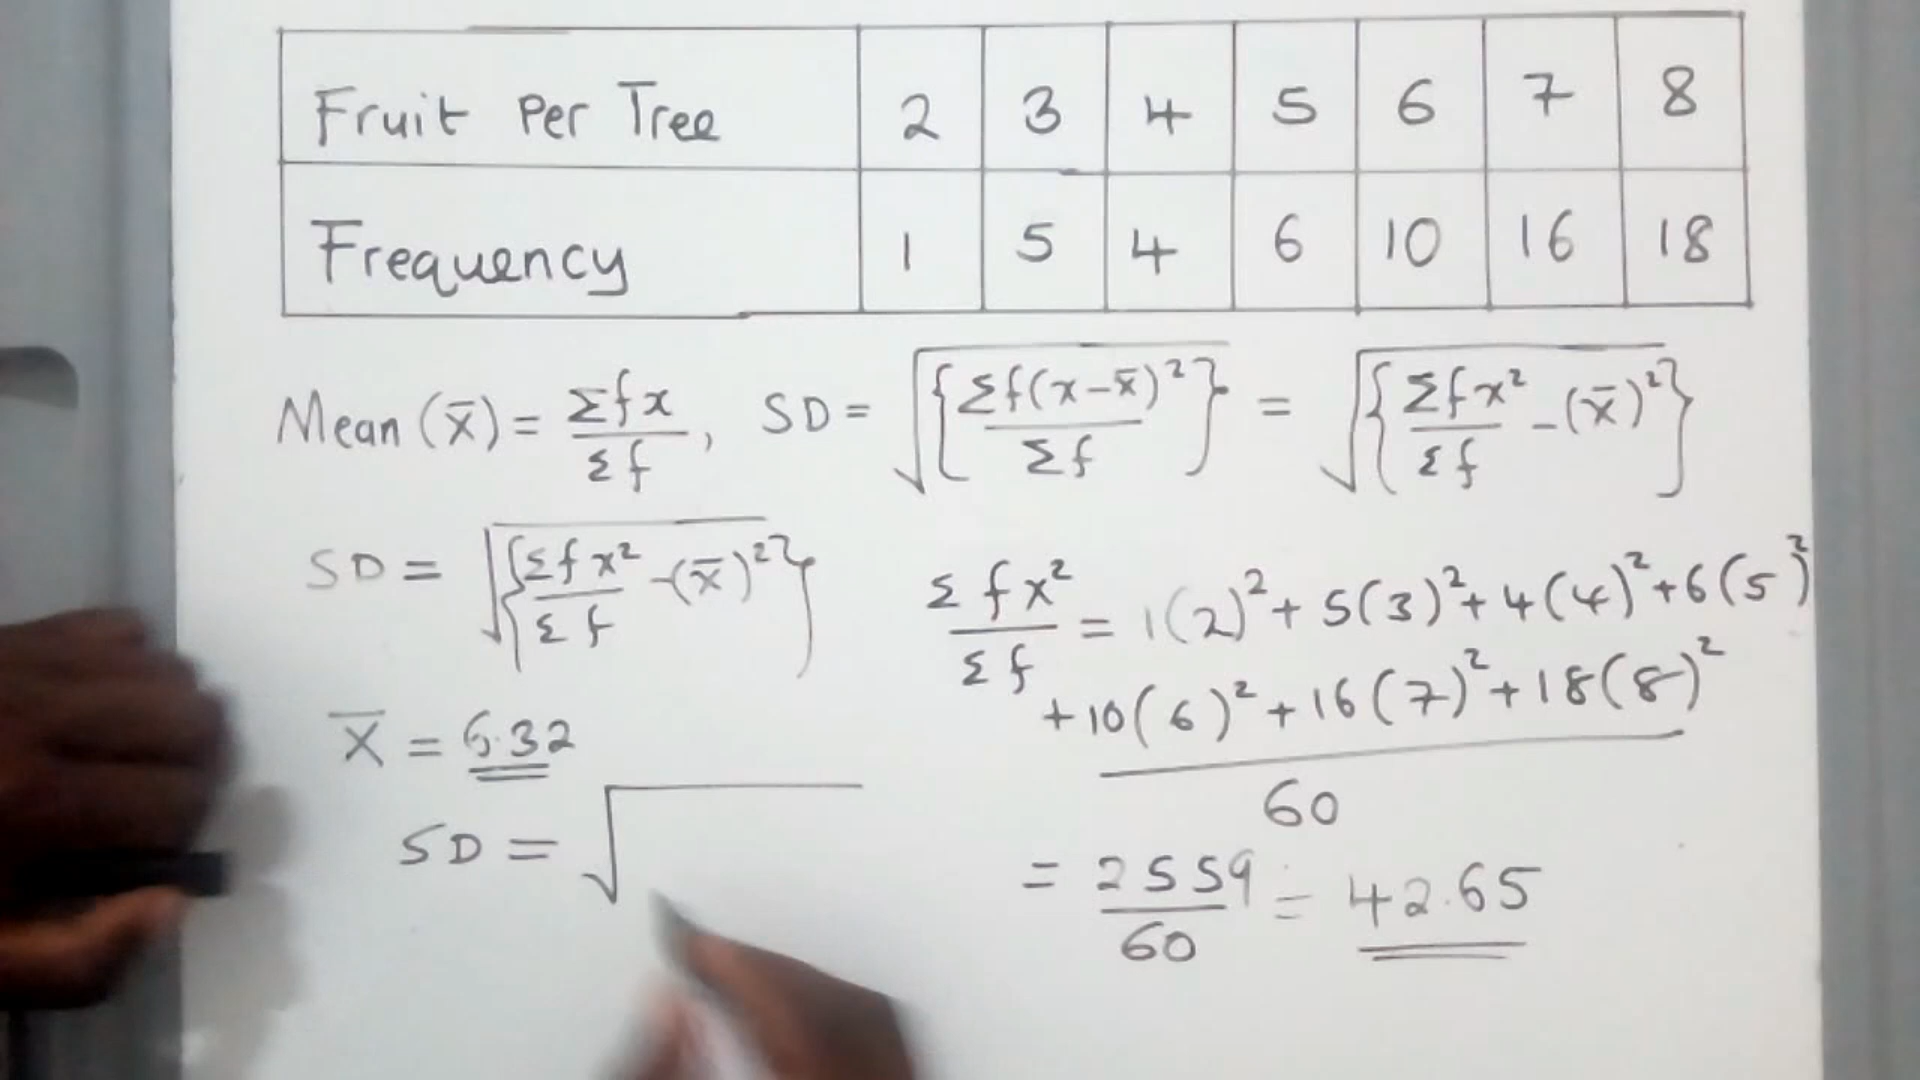 Fruit Per Tree 2 3 4 5 6 7 8
Frequency 1 5 4 6 10 16 18
Mean (x̄) = Σfx / Σf , SD = √{Σf(x-x̄)² / Σf} = √{Σfx² / Σf - (x̄)²}
SD = √{Σfx² / Σf - (x̄)²}
Σfx² / Σf = 1(2)² + 5(3)² + 4(4)² + 6(5)²
+ 10(6)² + 16(7)² + 18(8)²
60
X̄ = 6.32
SD = √
= 2559 / 60 = 42.65